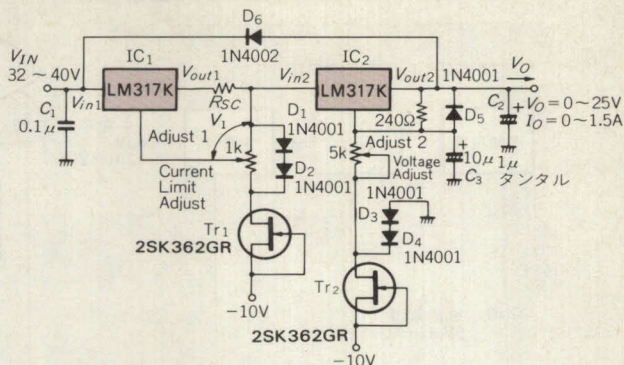 D6
1N4002
VIN
32 ~ 40V
IC1
LM317K
Vout1
RSC
Vin2
IC2
LM317K
Vout2
1N4001
VO
C1
0.1μ
Vin1
Adjust 1
V1
1k
Current
Limit
Adjust
D1
1N4001
D2
1N4001
240Ω
Adjust 2
5k
Voltage
Adjust
D5
C2
+
VO=0~25V
IO=0~1.5A
+
10μ
C3
1μ
タンタル
Tr1
2SK362GR
-10V
1N4001
D3
D4
1N4001
Tr2
2SK362GR
-10V